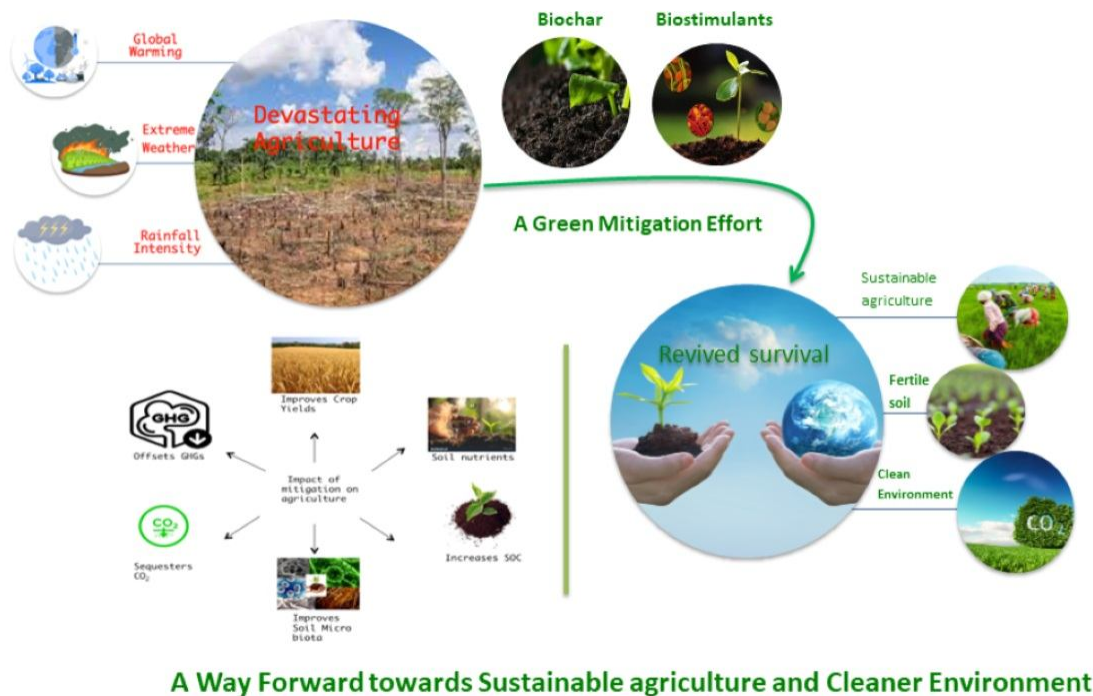 Global
Warming
Extreme
Weather
Rainfall
Intensity
Devastating
Agriculture
Biochar
Biostimulants
A Green Mitigation Effort
Revived survival
Sustainable
agriculture
Fertile
soil
Clean
Environment
CO2
Improves Crop
Yields
GHG
Offsets GHGs
Soil nutrients
Impact of
mitigation on
agriculture
CO2
Sequesters
CO2
Increases SOC
Improves
Soil Micro
biota
A Way Forward towards Sustainable agriculture and Cleaner Environment